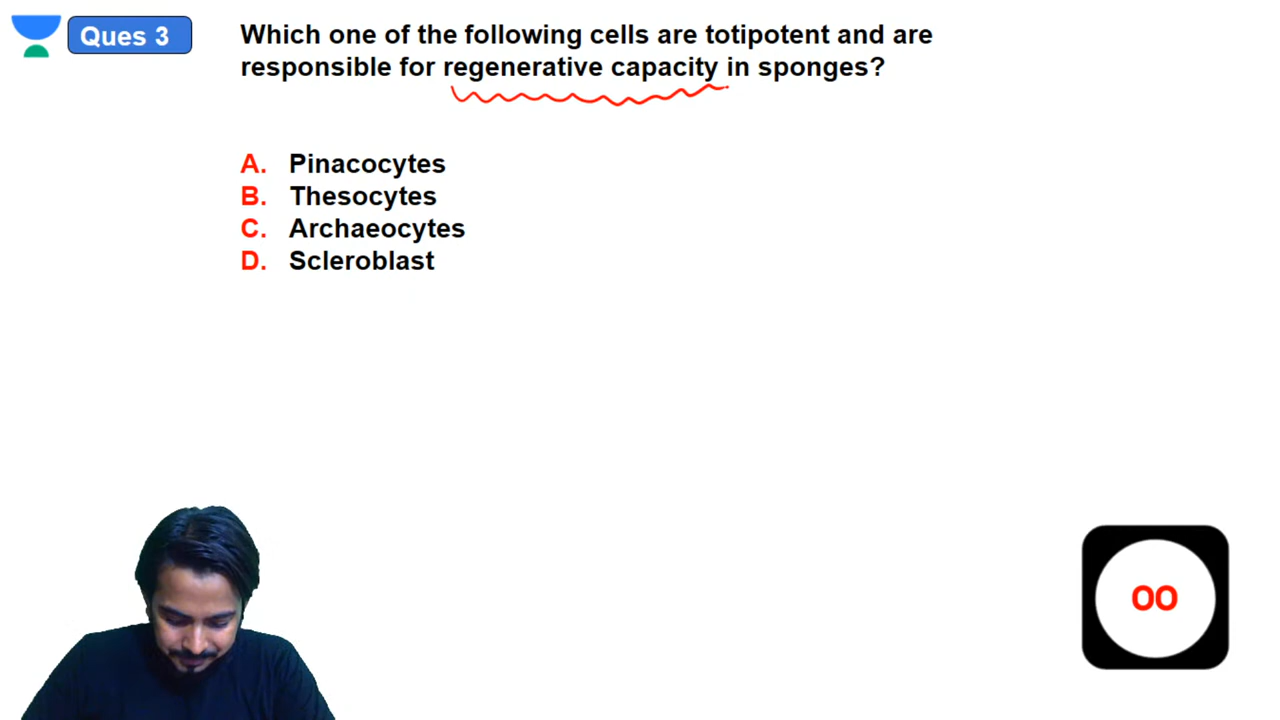 Ques 3
Which one of the following cells are totipotent and are
responsible for regenerative capacity in sponges?
A. Pinacocytes
B. Thesocytes
C. Archaeocytes
D. Scleroblast
00